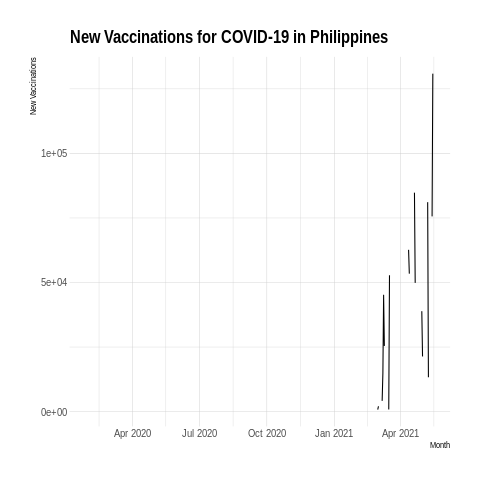 New Vaccinations for COVID-19 in Philippines
New Vaccinations
1e+05
5e+04
0e+00
Apr 2020 Jul 2020 Oct 2020 Jan 2021 Apr 2021
Month